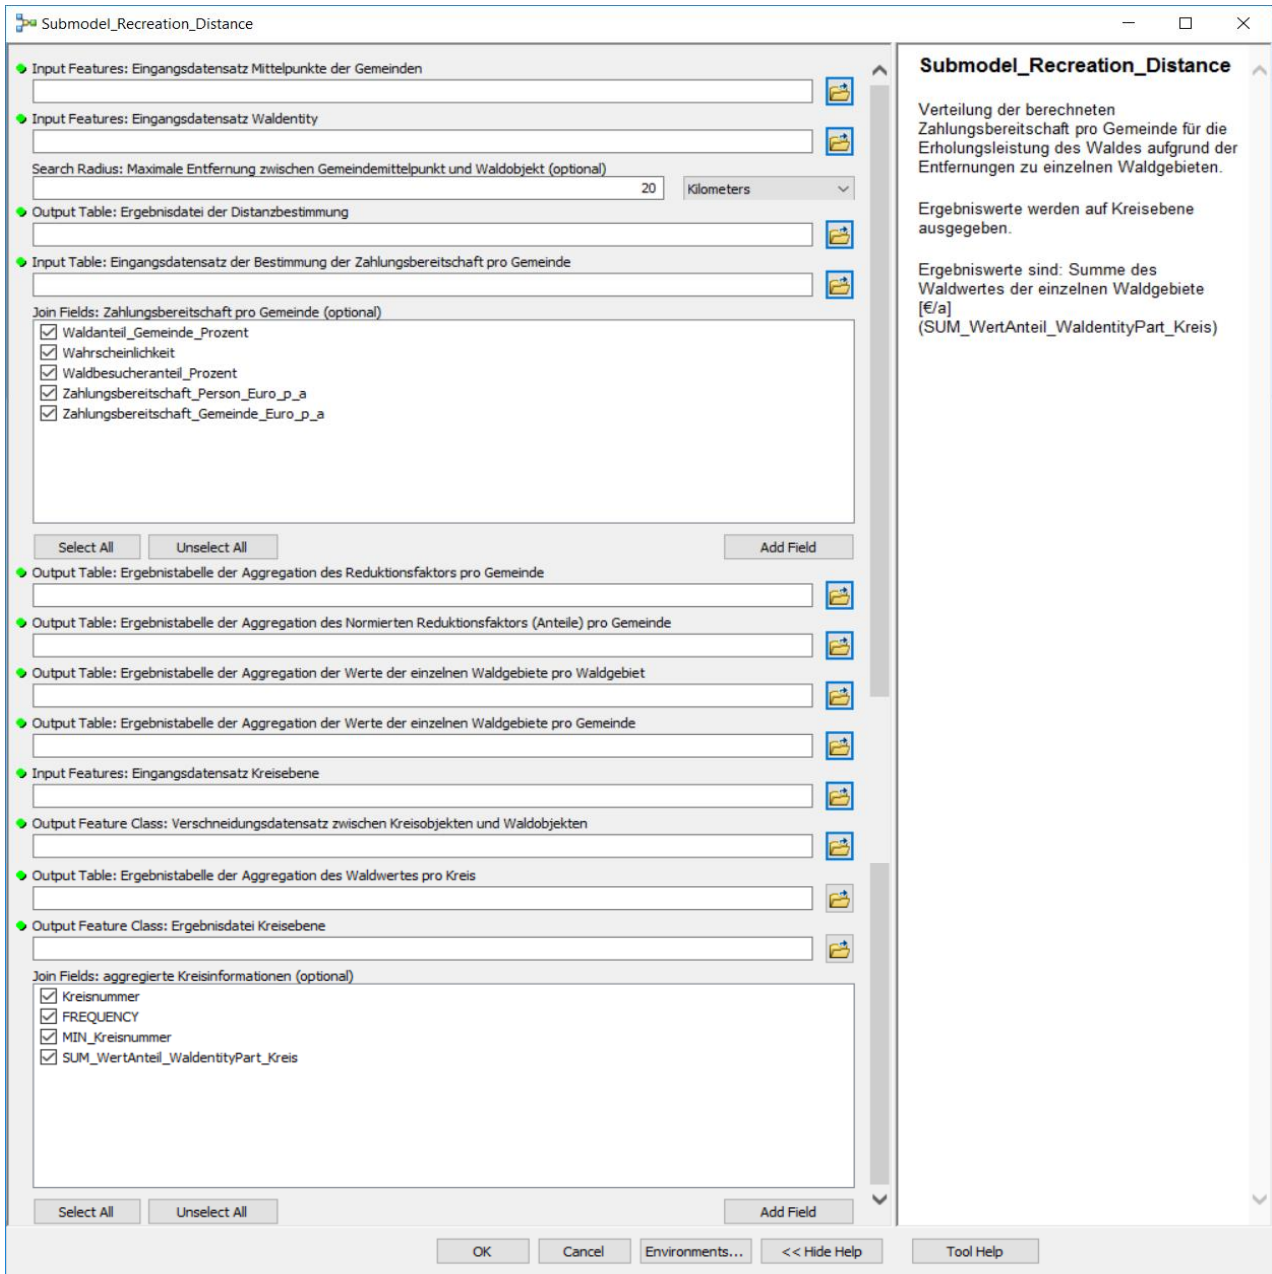 Submodel_Recreation_Distance
Input Features: Eingangsdatensatz Mittelpunkte der Gemeinden
Input Features: Eingangsdatensatz Waldentity
Search Radius: Maximale Entfernung zwischen Gemeindemittelpunkt und Waldobjekt (optional)
20 Kilometers
Output Table: Ergebnisdatei der Distanzbestimmung
Input Table: Eingangsdatensatz der Bestimmung der Zahlungsbereitschaft pro Gemeinde
Join Fields: Zahlungsbereitschaft pro Gemeinde (optional)
Waldanteil_Gemeinde_Prozent
Wahrscheinlichkeit
Waldbesucheranteil_Prozent
Zahlungsbereitschaft_Person_Euro_p_a
Zahlungsbereitschaft_Gemeinde_Euro_p_a
Select All Unselect All Add Field
Output Table: Ergebnistabelle der Aggregation des Reduktionsfaktors pro Gemeinde
Output Table: Ergebnistabelle der Aggregation des Normierten Reduktionsfaktors (Anteile) pro Gemeinde
Output Table: Ergebnistabelle der Aggregation der Werte der einzelnen Waldgebiete pro Waldgebiet
Output Table: Ergebnistabelle der Aggregation der Werte der einzelnen Waldgebiete pro Gemeinde
Input Features: Eingangsdatensatz Kreisebene
Output Feature Class: Verschneidungsdatensatz zwischen Kreisobjekten und Waldobjekten
Output Table: Ergebnistabelle der Aggregation des Waldwertes pro Kreis
Output Feature Class: Ergebnisdatei Kreisebene
Join Fields: aggregierte Kreisinformationen (optional)
Kreisnummer
FREQUENCY
MIN_Kreisnummer
SUM_WertAnteil_WaldentityPart_Kreis
Select All Unselect All Add Field
Submodel_Recreation_Distance
Verteilung der berechneten
Zahlungsbereitschaft pro Gemeinde für die
Erholungsleistung des Waldes aufgrund der
Entfernungen zu einzelnen Waldgebieten.
Ergebniswerte werden auf Kreisebene
ausgegeben.
Ergebniswerte sind: Summe des
Waldwertes der einzelnen Waldgebiete
[€/a]
(SUM_WertAnteil_WaldentityPart_Kreis)
OK Cancel Environments... << Hide Help Tool Help